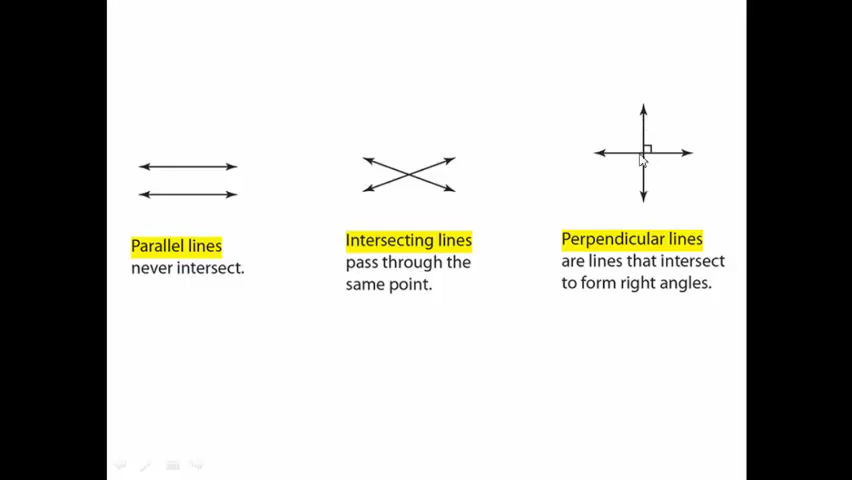 Parallel lines
never intersect.
Intersecting lines
pass through the
same point.
Perpendicular lines
are lines that intersect
to form right angles.